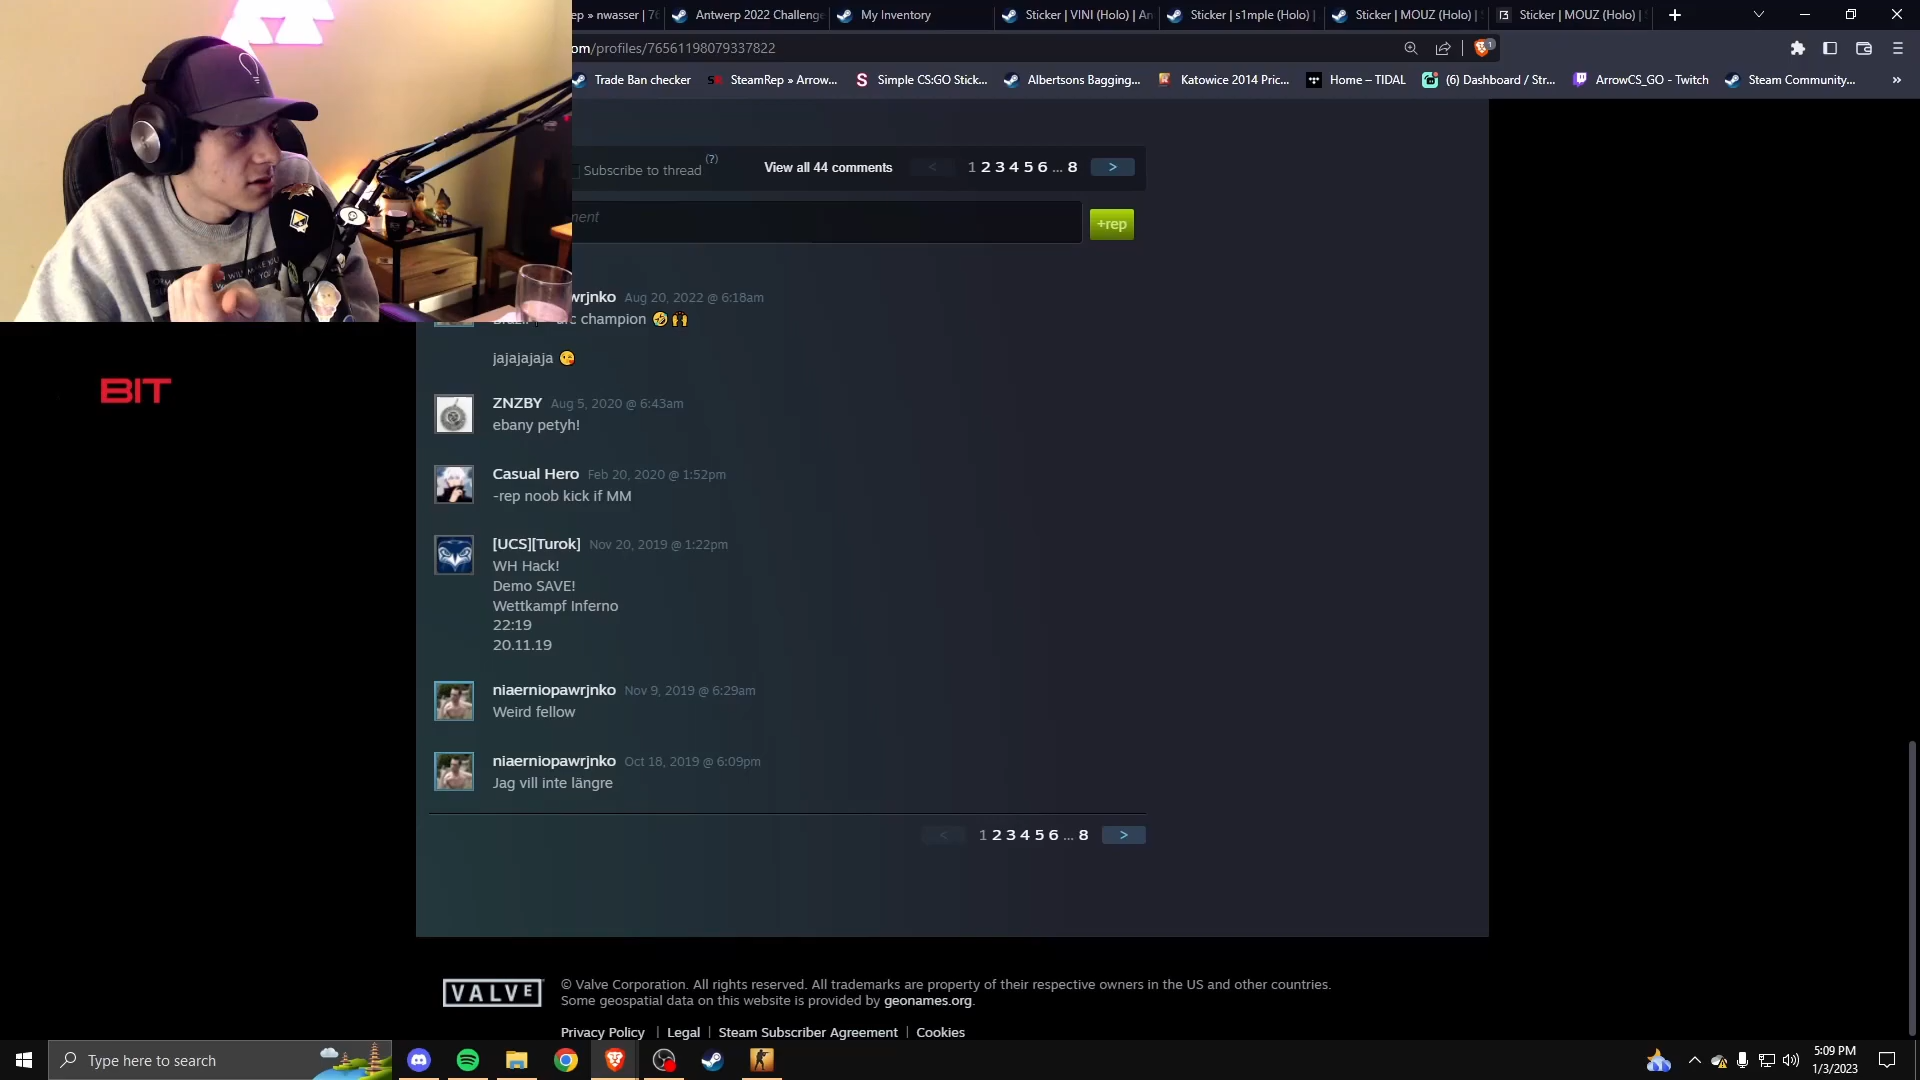 ep » nwasser | 76
Antwerp 2022 Challenge
My Inventory
Sticker | VINI (Holo) | An
Sticker | s1mple (Holo) |
Sticker | MOUZ (Holo) |
Sticker | MOUZ (Holo) |
om/profiles/76561198079337822
1
Trade Ban checker
SteamRep » Arrow...
Simple CS:GO Stick...
Albertsons Bagging...
Katowice 2014 Pric...
Home – TIDAL
(6) Dashboard / Str...
ArrowCS_GO - Twitch
Steam Community...
»
Subscribe to thread (?)
View all 44 comments
< 1 2 3 4 5 6 ... 8 >
ment
+rep
wrjnko Aug 20, 2022 @ 6:18am
champion 🤣🙌
jajajajaja 😘
BIT
ZNZBY Aug 5, 2020 @ 6:43am
ebany petyh!
Casual Hero Feb 20, 2020 @ 1:52pm
-rep noob kick if MM
[UCS][Turok] Nov 20, 2019 @ 1:22pm
WH Hack!
Demo SAVE!
Wettkampf Inferno
22:19
20.11.19
niaerniopawrjnko Nov 9, 2019 @ 6:29am
Weird fellow
niaerniopawrjnko Oct 18, 2019 @ 6:09pm
Jag vill inte längre
< 1 2 3 4 5 6 ... 8 >
VALVE
© Valve Corporation. All rights reserved. All trademarks are property of their respective owners in the US and other countries.
Some geospatial data on this website is provided by geonames.org.
Privacy Policy | Legal | Steam Subscriber Agreement | Cookies
Type here to search
5:09 PM
1/3/2023